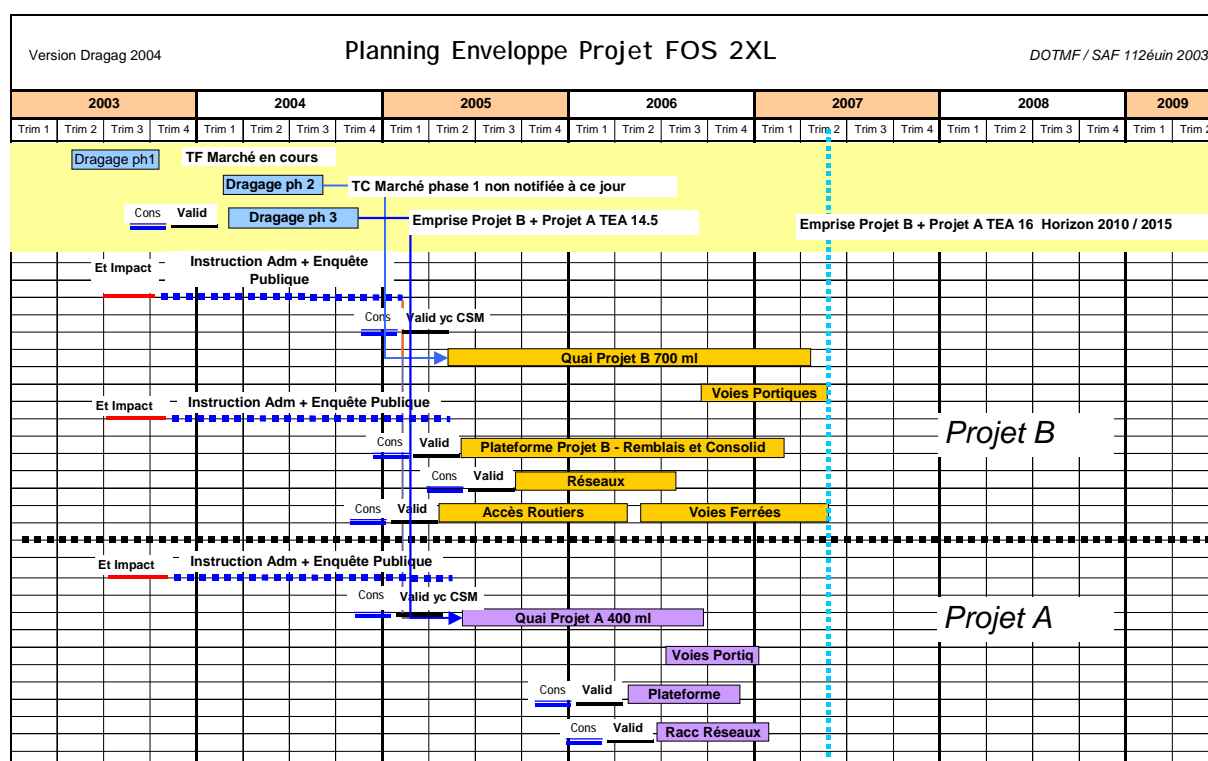 Version Dragag 2004
Planning Enveloppe Projet FOS 2XL
DOTMF / SAF 112éuin 2003
2003 2004 2005 2006 2007 2008 2009
Trim 1 Trim 2 Trim 3 Trim 4 Trim 1 Trim 2 Trim 3 Trim 4 Trim 1 Trim 2 Trim 3 Trim 4 Trim 1 Trim 2 Trim 3 Trim 4 Trim 1 Trim 2 Trim 3 Trim 4 Trim 1 Trim 2 Trim 3 Trim 4 Trim 1 Trim 2
Dragage ph1 TF Marché en cours
Dragage ph 2 TC Marché phase 1 non notifiée à ce jour
Cons Valid Dragage ph 3 Emprise Projet B + Projet A TEA 14.5 Emprise Projet B + Projet A TEA 16 Horizon 2010 / 2015
Et Impact Instruction Adm + Enquête
Publique
Cons Valid yc CSM
Quai Projet B 700 ml
Voies Portiques
Et Impact Instruction Adm + Enquête Publique
Projet B
Cons Valid Plateforme Projet B - Remblais et Consolid
Cons Valid Réseaux
Cons Valid Accès Routiers Voies Ferrées
Et Impact Instruction Adm + Enquête Publique
Cons Valid yc CSM
Quai Projet A 400 ml
Projet A
Voies Portiq
Cons Valid Plateforme
Cons Valid Racc Réseaux